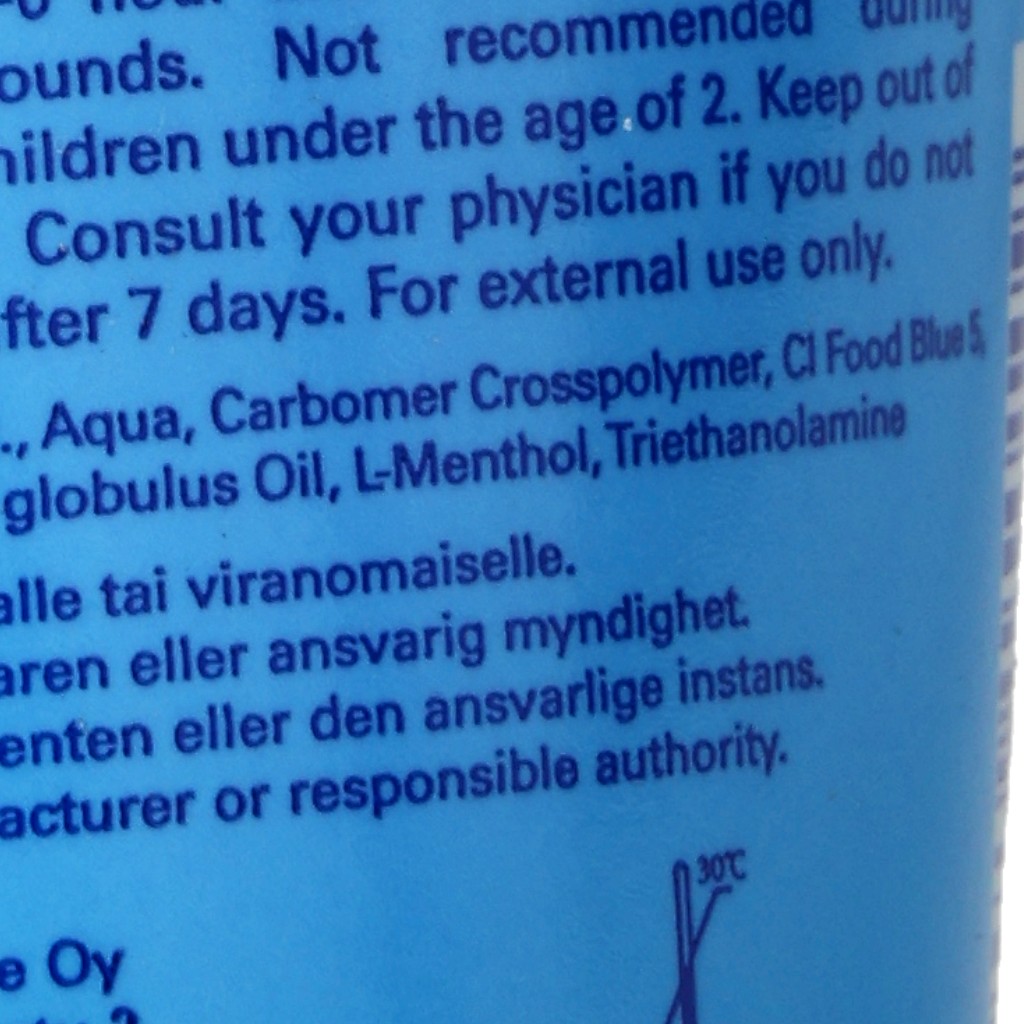 ounds. Not recommended during
hildren under the age of 2. Keep out of
Consult your physician if you do not
fter 7 days. For external use only.
., Aqua, Carbomer Crosspolymer, CI Food Blue 5,
globulus Oil, L-Menthol, Triethanolamine
alle tai viranomaiselle.
aren eller ansvarig myndighet.
enten eller den ansvarlige instans.
acturer or responsible authority.
30°C
e Oy